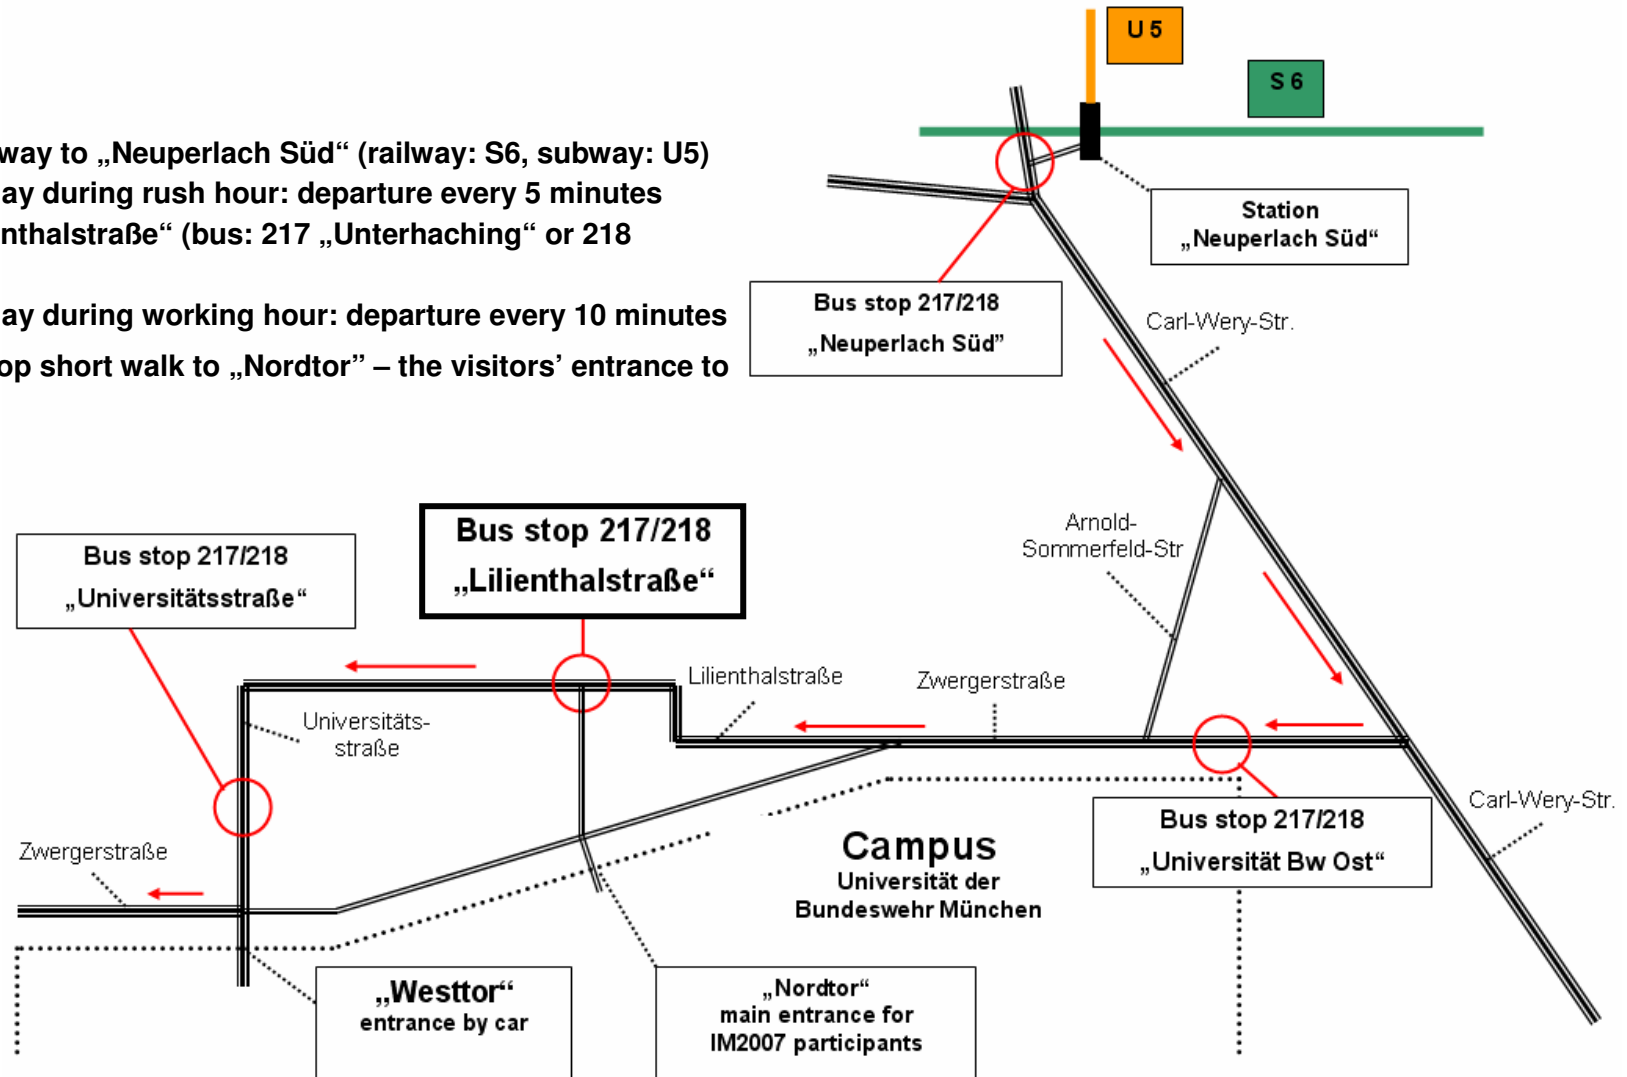 U 5
S 6
way to „Neuperlach Süd“ (railway: S6, subway: U5)
ay during rush hour: departure every 5 minutes
nthalstraße“ (bus: 217 „Unterhaching“ or 218
ay during working hour: departure every 10 minutes
op short walk to „Nordtor” – the visitors’ entrance to
Station
„Neuperlach Süd“
Bus stop 217/218
„Neuperlach Süd”
Carl-Wery-Str.
Arnold-
Sommerfeld-Str
Bus stop 217/218
„Lilienthalstraße“
Bus stop 217/218
„Universitätsstraße“
Lilienthalstraße
Zwergerstraße
Universitäts-
straße
Carl-Wery-Str.
Bus stop 217/218
„Universität Bw Ost“
Campus
Universität der
Bundeswehr München
Zwergerstraße
„Westtor“
entrance by car
„Nordtor“
main entrance for
IM2007 participants